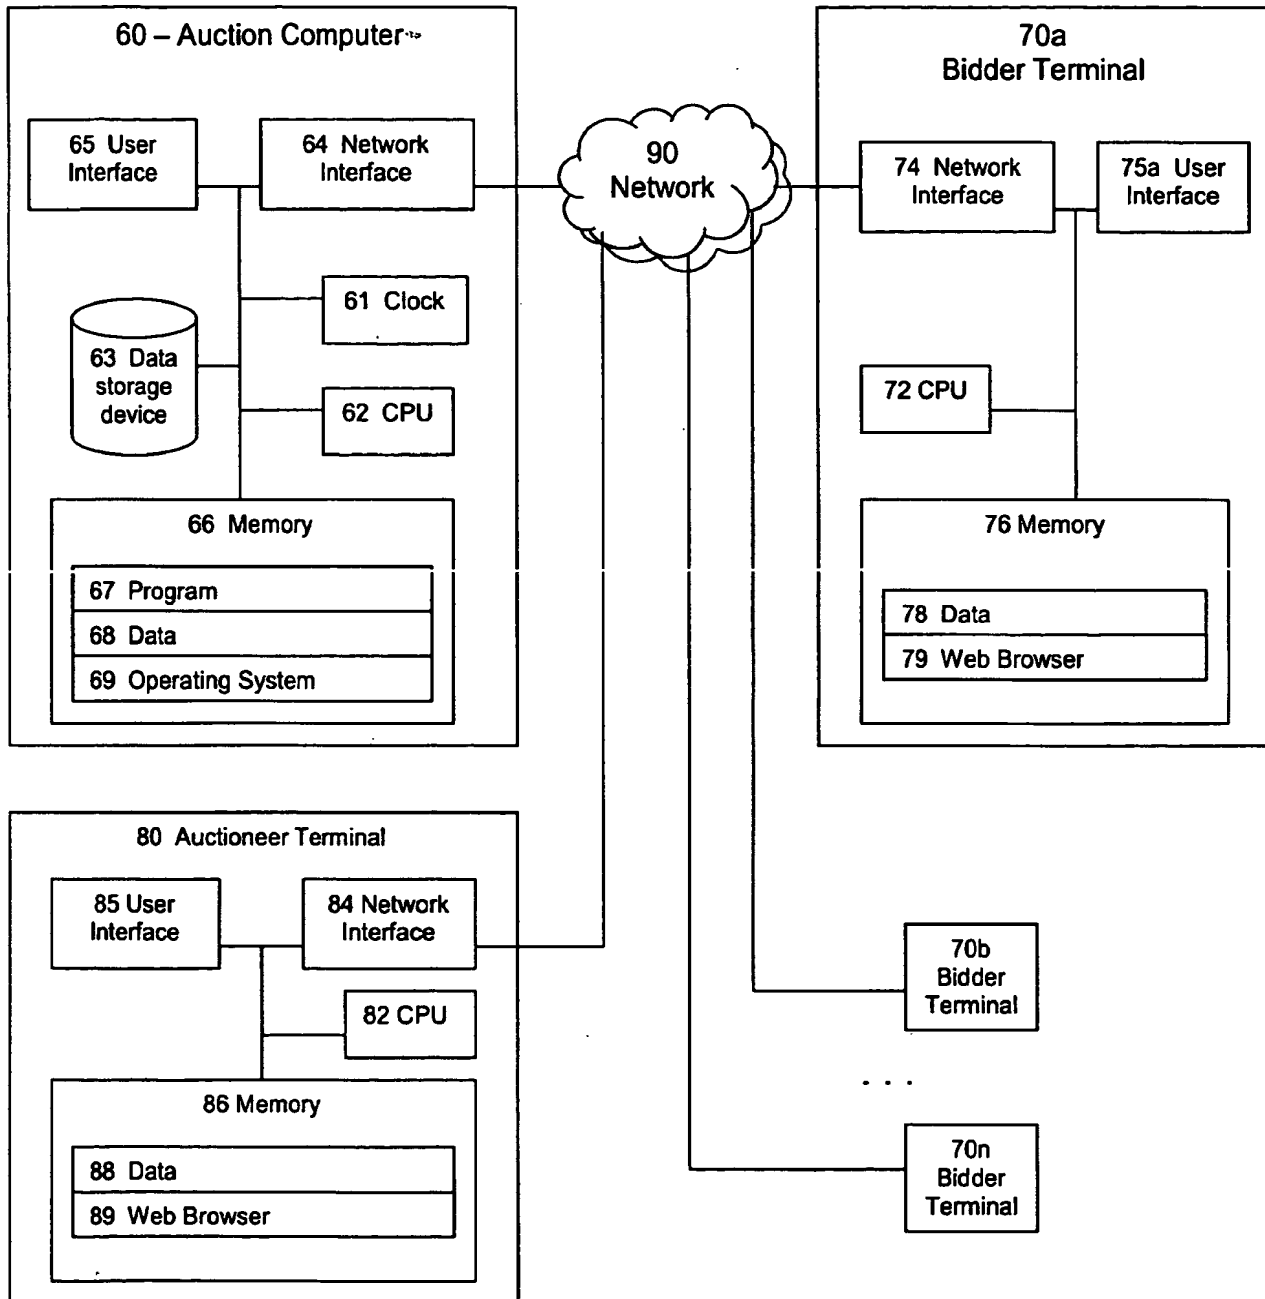 60 – Auction Computer
65 User
Interface
64 Network
Interface
61 Clock
63 Data
storage
device
62 CPU
66 Memory
67 Program
68 Data
69 Operating System
90
Network
70a
Bidder Terminal
74 Network
Interface
75a User
Interface
72 CPU
76 Memory
78 Data
79 Web Browser
80 Auctioneer Terminal
85 User
Interface
84 Network
Interface
82 CPU
86 Memory
88 Data
89 Web Browser
70b
Bidder
Terminal
. . .
70n
Bidder
Terminal